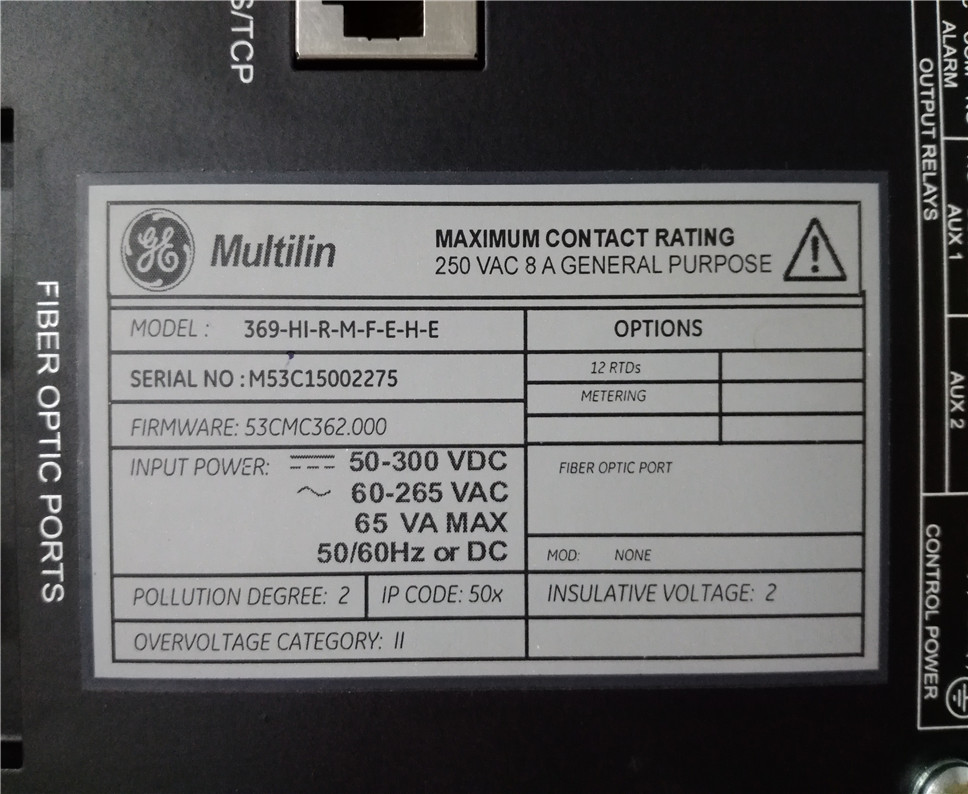 S/TCP
FIBER OPTIC PORTS
GE Multilin
MAXIMUM CONTACT RATING
250 VAC 8 A GENERAL PURPOSE
MODEL : 369-HI-R-M-F-E-H-E
SERIAL NO : M53C15002275
FIRMWARE: 53CMC362.000
INPUT POWER: 50-300 VDC
60-265 VAC
65 VA MAX
50/60Hz or DC
POLLUTION DEGREE: 2
IP CODE: 50x
OVERVOLTAGE CATEGORY: II
OPTIONS
12 RTDs
METERING
FIBER OPTIC PORT
MOD: NONE
INSULATIVE VOLTAGE: 2
ALARM
OUTPUT RELAYS
AUX 1
AUX 2
CONTROL POWER